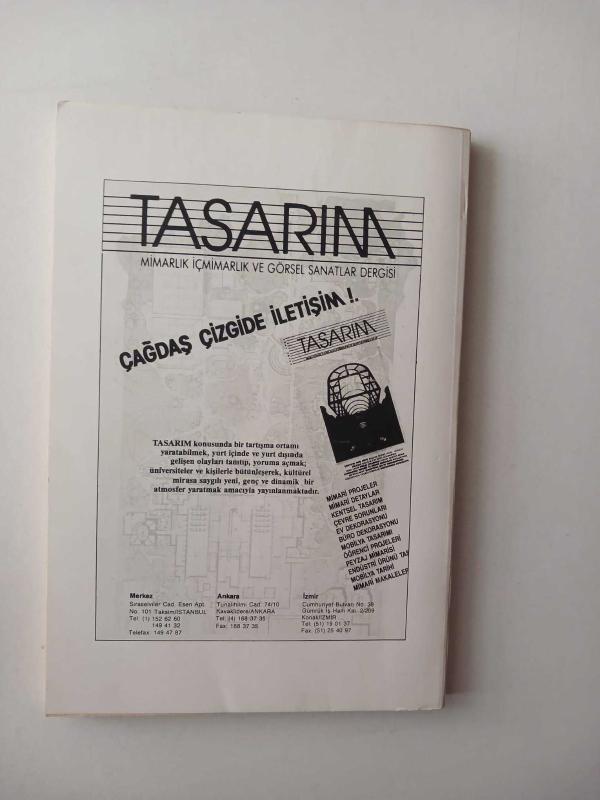 TASARIM
MİMARLIK İÇMİMARLIK VE GÖRSEL SANATLAR DERGİSİ
ÇAĞDAŞ ÇİZGİDE İLETİŞİM !.
TASARIM
TASARIM konusunda bir tartışma ortamı
yaratabilmek, yurt içinde ve yurt dışında
gelişen olayları tanıtıp, yoruma açmak;
üniversiteler ve kişilerle bütünleşerek, kültürel
mirasa saygılı yeni, genç ve dinamik bir
atmosfer yaratmak amacıyla yayınlanmaktadır.
MİMARİ PROJELER
MİMARİ DETAYLAR
KENTSEL TASARIM
ÇEVRE SORUNLARI
EV DEKORASYONU
BÜRO DEKORASYONU
MOBİLYA TASARIMI
ÖĞRENCİ PROJELERİ
PEYZAJ MİMARİSİ
ENDÜSTRİ ÜRÜNÜ TAS
MOBİLYA TARİHİ
MİMARİ MAKALELER
Merkez
Sıraselviler Cad. Esen Apt.
No: 101 Taksim/İSTANBUL
Tel: (1) 152 62 60
149 41 32
Telefax: 149 47 87
Ankara
Tunalıhilmi Cad. 74/10
Kavaklıdere/ANKARA
Tel: (4) 168 37 35
Fax: 168 37 35
İzmir
Cumhuriyet Bulvarı No: 38
Gümrük İş Hanı Kat: 2/209
Konak/İZMİR
Tel: (51) 19 01 37
Fax: (51) 25 40 97